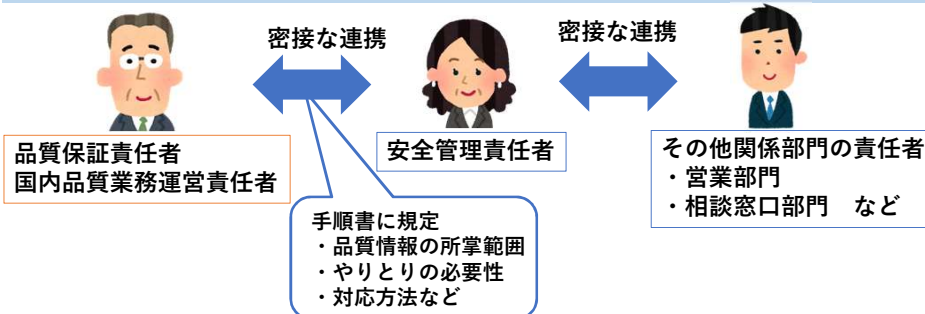 密接な連携
密接な連携
品質保証責任者
国内品質業務運営責任者
安全管理責任者
その他関係部門の責任者
・営業部門
・相談窓口部門　など
手順書に規定
・品質情報の所掌範囲
・やりとりの必要性
・対応方法など